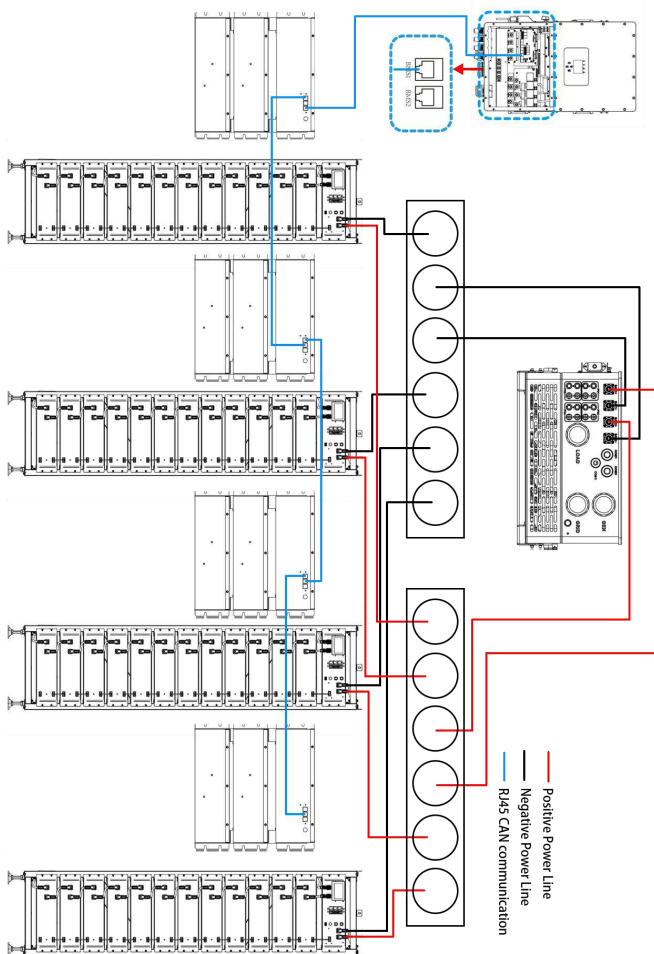 BMS1
BMS2
LOAD
GRID
GEN
Positive Power Line
Negative Power Line
RJ45 CAN communication